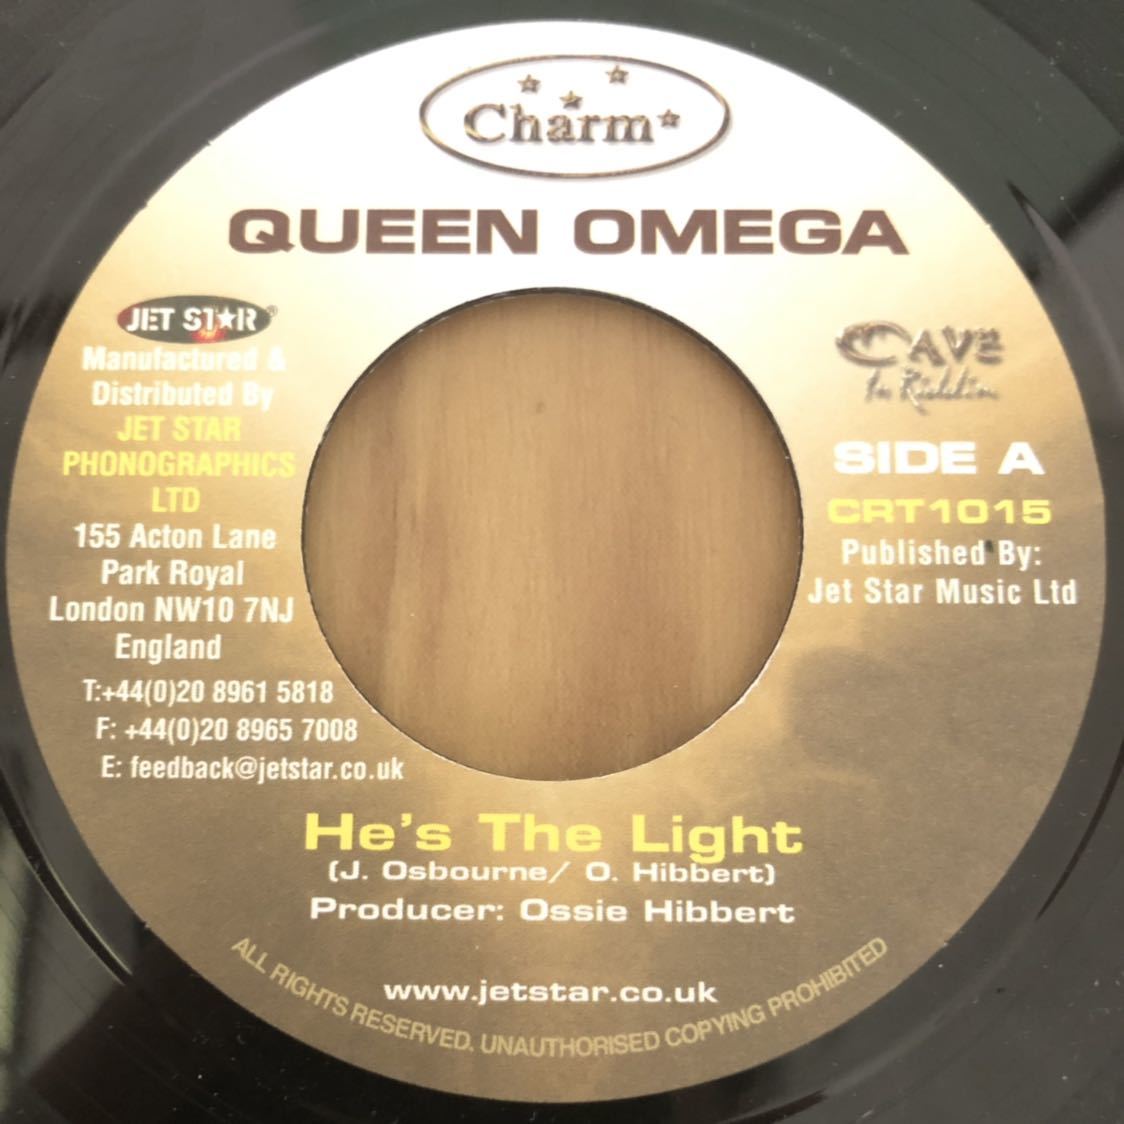 Charm
QUEEN OMEGA
JET STAR®
Manufactured &
Distributed By
JET STAR
PHONOGRAPHICS
LTD
155 Acton Lane
Park Royal
London NW10 7NJ
England
T:+44(0)20 8961 5818
F: +44(0)20 8965 7008
E: feedback@jetstar.co.uk
CAVE
In Riddim
SIDE A
CRT1015
Published By:
Jet Star Music Ltd
He's The Light
(J. Osbourne/ O. Hibbert)
Producer: Ossie Hibbert
www.jetstar.co.uk
ALL RIGHTS RESERVED. UNAUTHORISED COPYING PROHIBITED